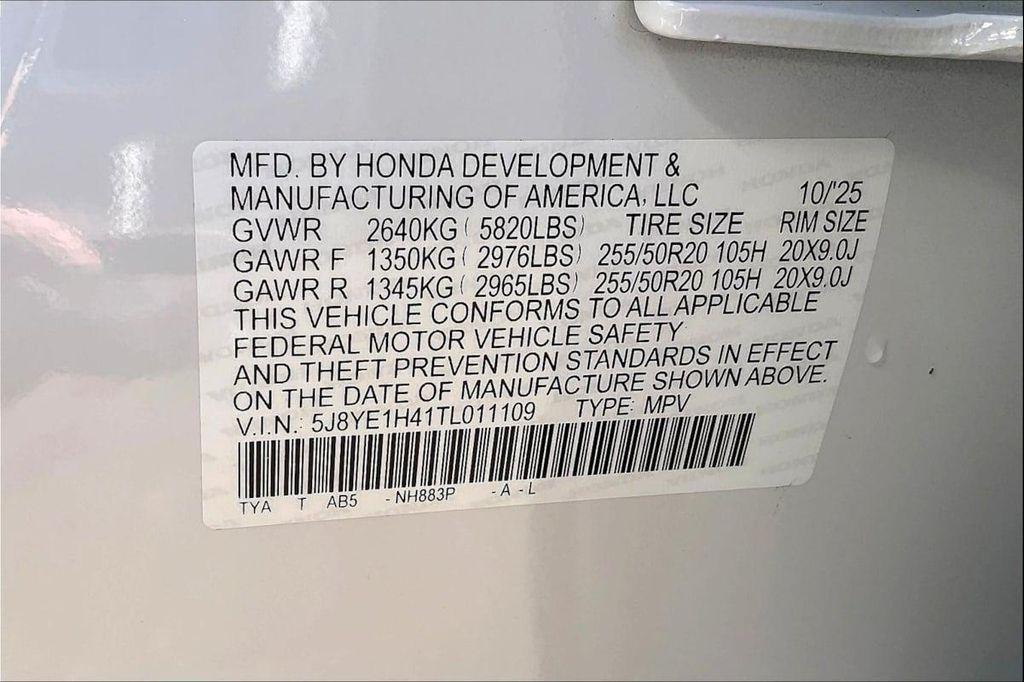 MFD. BY HONDA DEVELOPMENT &
MANUFACTURING OF AMERICA, LLC 10/'25
GVWR 2640KG ( 5820LBS) TIRE SIZE RIM SIZE
GAWR F 1350KG ( 2976LBS) 255/50R20 105H 20X9.0J
GAWR R 1345KG ( 2965LBS) 255/50R20 105H 20X9.0J
THIS VEHICLE CONFORMS TO ALL APPLICABLE
FEDERAL MOTOR VEHICLE SAFETY
AND THEFT PREVENTION STANDARDS IN EFFECT
ON THE DATE OF MANUFACTURE SHOWN ABOVE.
V.I.N.: 5J8YE1H41TL011109 TYPE: MPV
TYA T AB5 - NH883P - A - L